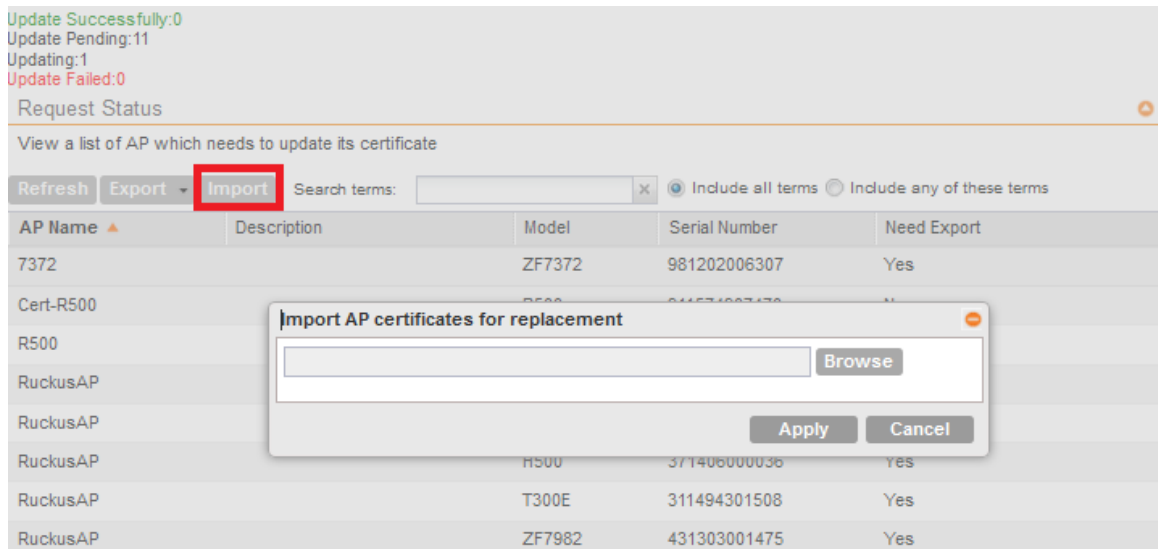 Update Successfully:0
Update Pending:11
Updating:1
Update Failed:0
Request Status
View a list of AP which needs to update its certificate
Refresh Export Import Search terms: Include all terms Include any of these terms
AP Name Description Model Serial Number Need Export
7372 ZF7372 981202006307 Yes
Cert-R500
Import AP certificates for replacement
R500
Browse
RuckusAP
RuckusAP
Apply Cancel
RuckusAP H500 371406000036 Yes
RuckusAP T300E 311494301508 Yes
RuckusAP ZF7982 431303001475 Yes